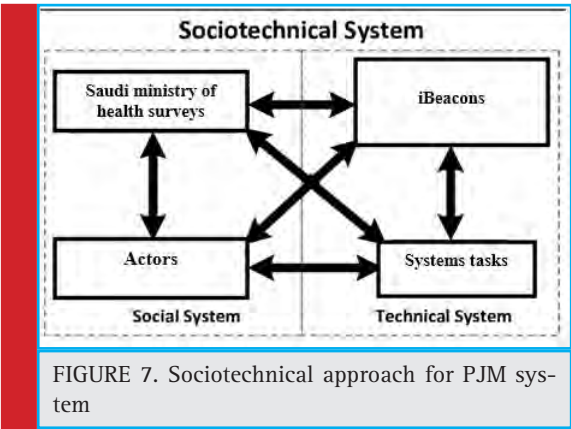 Sociotechnical System
Saudi ministry of
health surveys
iBeacons
Actors
Systems tasks
Social System
Technical System
FIGURE 7. Sociotechnical approach for PJM sys-
tem